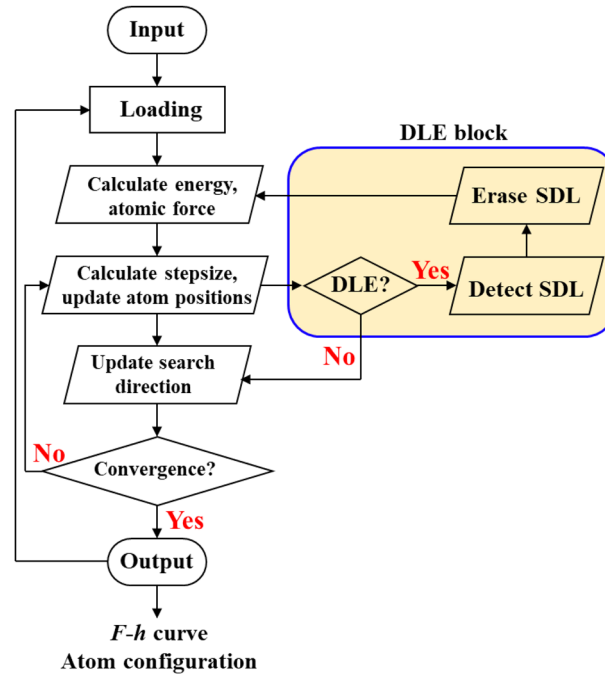 Input
Loading
DLE block
Calculate energy,
atomic force
Erase SDL
Calculate stepsize,
update atom positions
DLE?
Yes
Detect SDL
No
Update search
direction
No
Convergence?
Yes
Output
F-h curve
Atom configuration